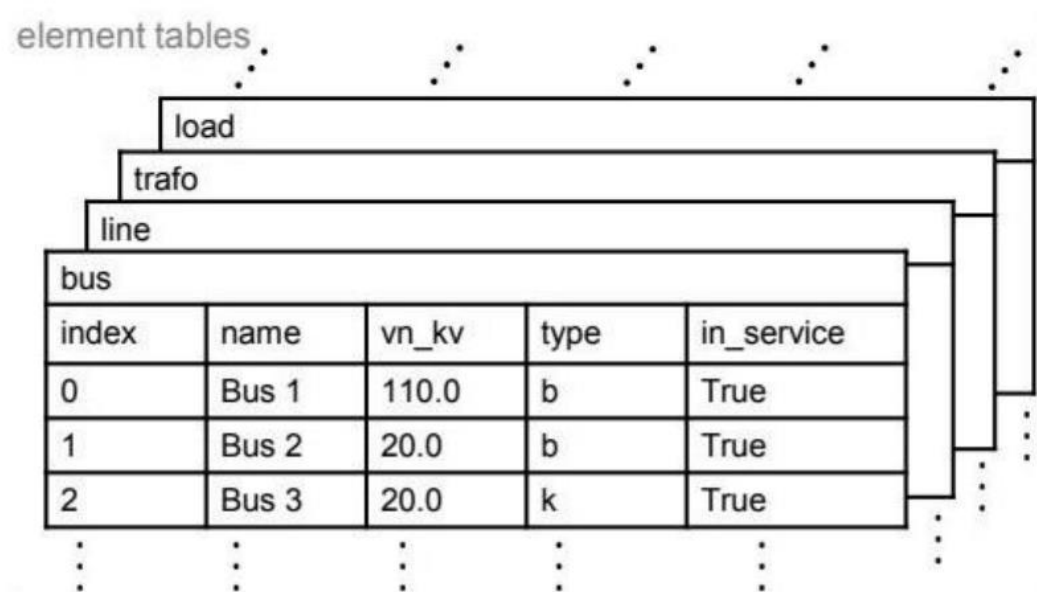 element tables
load
trafo
line
bus
index name vn_kv type in_service
0 Bus 1 110.0 b True
1 Bus 2 20.0 b True
2 Bus 3 20.0 k True